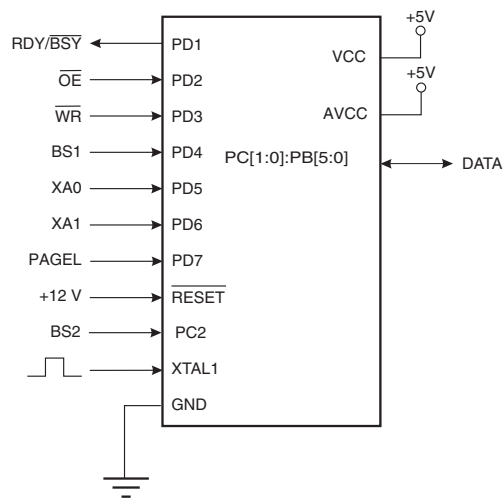 +5V
RDY/BSY PD1
VCC
OE PD2
+5V
WR PD3
AVCC
BS1 PD4
PC[1:0]:PB[5:0]
DATA
XA0 PD5
XA1 PD6
PAGEL PD7
+12 V RESET
BS2 PC2
XTAL1
GND